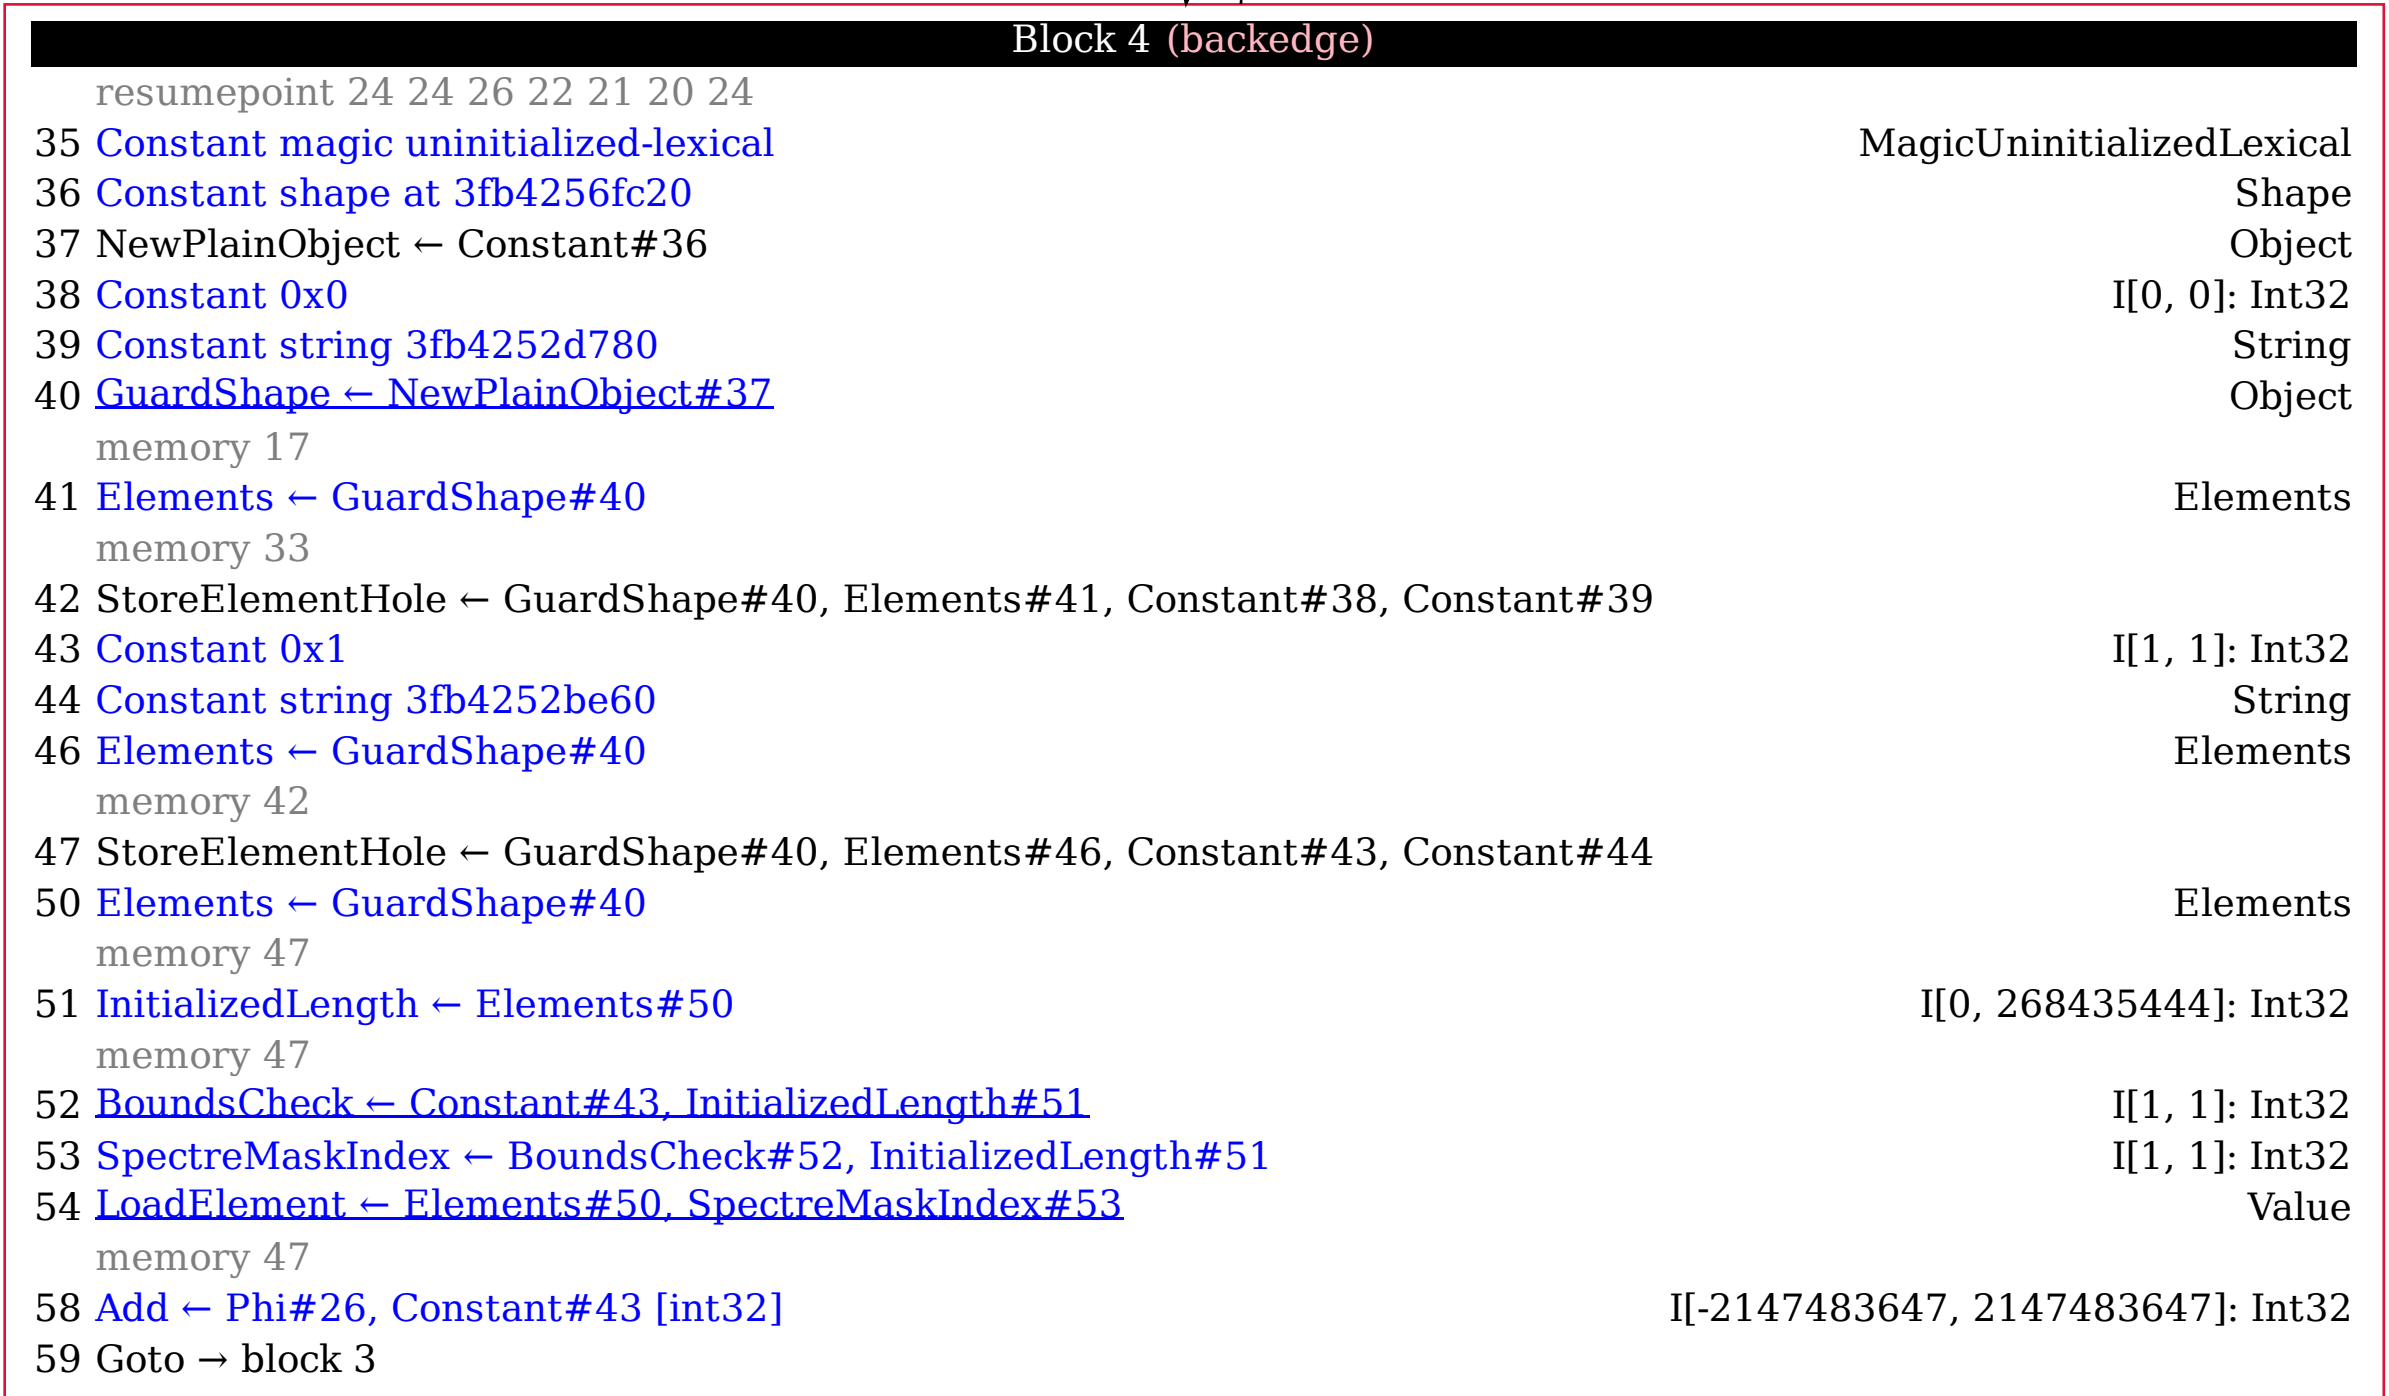 Block 4 (backedge)
resumepoint 24 24 26 22 21 20 24
35 Constant magic uninitialized-lexical MagicUninitializedLexical
36 Constant shape at 3fb4256fc20 Shape
37 NewPlainObject ← Constant#36 Object
38 Constant 0x0 I[0, 0]: Int32
39 Constant string 3fb4252d780 String
40 GuardShape ← NewPlainObject#37 Object
memory 17
41 Elements ← GuardShape#40 Elements
memory 33
42 StoreElementHole ← GuardShape#40, Elements#41, Constant#38, Constant#39
43 Constant 0x1 I[1, 1]: Int32
44 Constant string 3fb4252be60 String
46 Elements ← GuardShape#40 Elements
memory 42
47 StoreElementHole ← GuardShape#40, Elements#46, Constant#43, Constant#44
50 Elements ← GuardShape#40 Elements
memory 47
51 InitializedLength ← Elements#50 I[0, 268435444]: Int32
memory 47
52 BoundsCheck ← Constant#43, InitializedLength#51 I[1, 1]: Int32
53 SpectreMaskIndex ← BoundsCheck#52, InitializedLength#51 I[1, 1]: Int32
54 LoadElement ← Elements#50, SpectreMaskIndex#53 Value
memory 47
58 Add ← Phi#26, Constant#43 [int32] I[-2147483647, 2147483647]: Int32
59 Goto → block 3